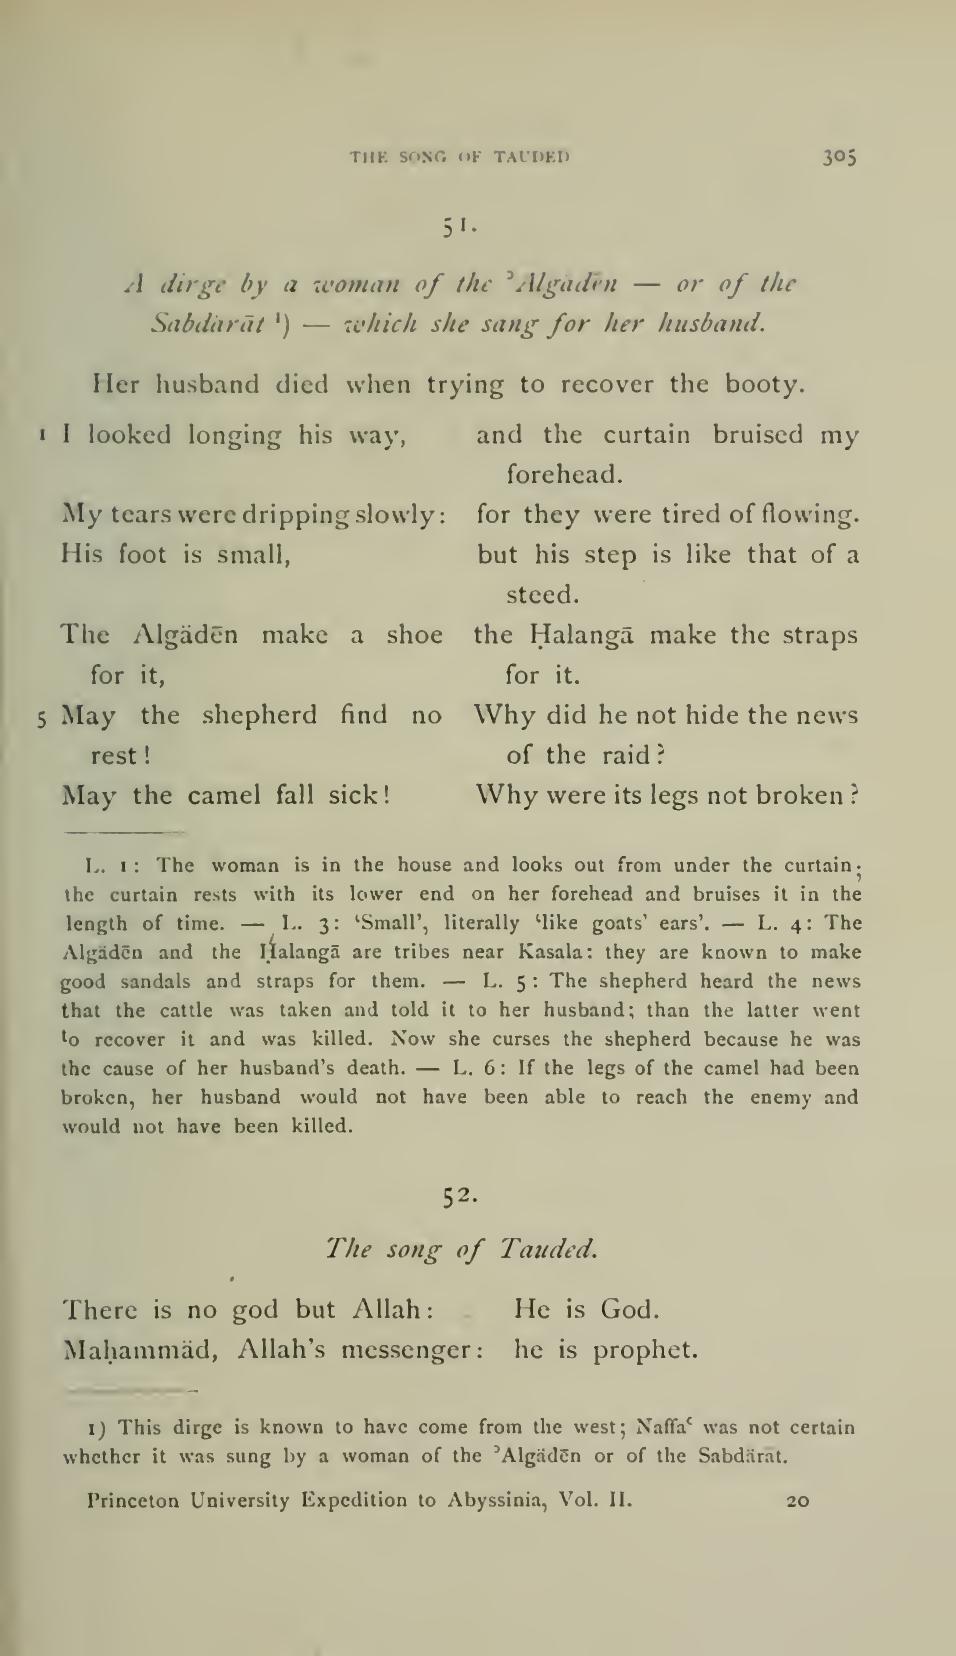 THE SONG OF TAUDED 305
51.
A dirge by a woman of the ʾAlgädēn — or of the
Sabdärāt ¹) — which she sang for her husband.
Her husband died when trying to recover the booty.
1 I looked longing his way, and the curtain bruised my
forehead.
My tears were dripping slowly: for they were tired of flowing.
His foot is small, but his step is like that of a
steed.
The Algädēn make a shoe the Ḥalangā make the straps
for it, for it.
5 May the shepherd find no Why did he not hide the news
rest! of the raid?
May the camel fall sick! Why were its legs not broken?
L. 1: The woman is in the house and looks out from under the curtain;
the curtain rests with its lower end on her forehead and bruises it in the
length of time. — L. 3: ‘Small’, literally ‘like goats’ ears’. — L. 4: The
Algädēn and the Ḥalangā are tribes near Kasala: they are known to make
good sandals and straps for them. — L. 5: The shepherd heard the news
that the cattle was taken and told it to her husband; than the latter went
to recover it and was killed. Now she curses the shepherd because he was
the cause of her husband's death. — L. 6: If the legs of the camel had been
broken, her husband would not have been able to reach the enemy and
would not have been killed.
52.
The song of Tauded.
There is no god but Allah: He is God.
Maḥammäd, Allah's messenger: he is prophet.
1) This dirge is known to have come from the west; Naffaʿ was not certain
whether it was sung by a woman of the ʾAlgädēn or of the Sabdärāt.
Princeton University Expedition to Abyssinia, Vol. II. 20